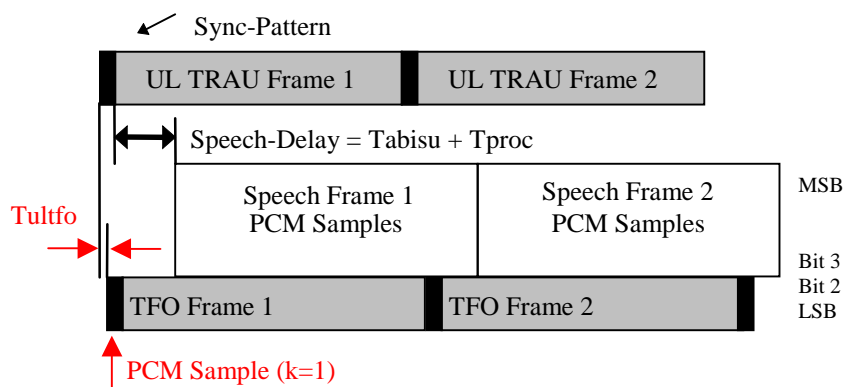 Sync-Pattern
UL TRAU Frame 1
UL TRAU Frame 2
Speech-Delay = Tabisu + Tproc
Speech Frame 1
PCM Samples
Speech Frame 2
PCM Samples
MSB
Tultfo
Bit 3
Bit 2
LSB
TFO Frame 1
TFO Frame 2
PCM Sample (k=1)